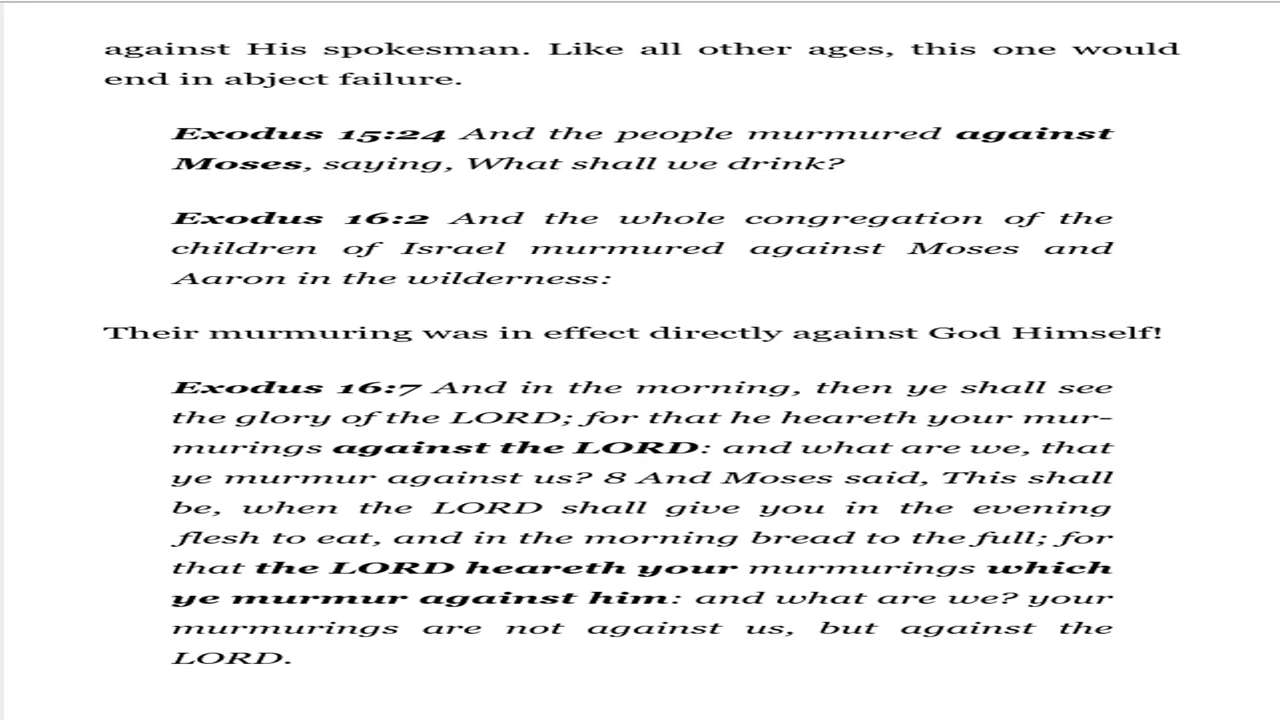 against His spokesman. Like all other ages, this one would
end in abject failure.
Exodus 15:24 And the people murmured against
Moses, saying, What shall we drink?
Exodus 16:2 And the whole congregation of the
children of Israel murmured against Moses and
Aaron in the wilderness:
Their murmuring was in effect directly against God Himself!
Exodus 16:7 And in the morning, then ye shall see
the glory of the LORD; for that he heareth your mur-
murings against the LORD: and what are we, that
ye murmur against us? 8 And Moses said, This shall
be, when the LORD shall give you in the evening
flesh to eat, and in the morning bread to the full; for
that the LORD heareth your murmurings which
ye murmur against him: and what are we? your
murmurings are not against us, but against the
LORD.